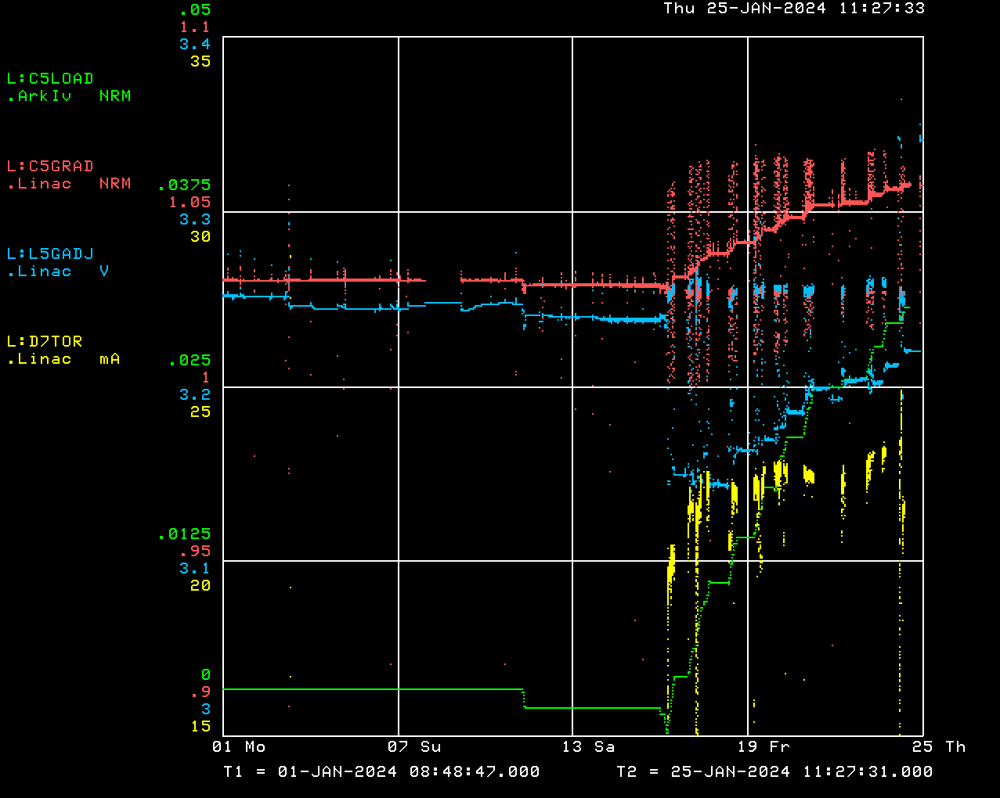 .05
Thu 25-JAN-2024 11:27:33
1.1
3.4
35
L:C5LOAD
.ArkIv NRM
L:C5GRAD
.Linac NRM
.0375
1.05
3.3
30
L:L5GADJ
.Linac V
L:D7TOR
.Linac mA
.025
1
3.2
25
.0125
.95
3.1
20
0
.9
3
15
01 Mo 07 Su 13 Sa 19 Fr 25 Th
T1 = 01-JAN-2024 08:48:47.000 T2 = 25-JAN-2024 11:27:31.000